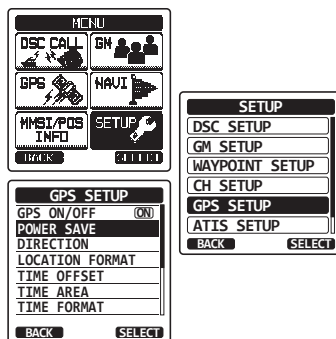 MENU
DSC CALL GM
GPS NAVI
MMSI/POS INFO SETUP
BACK SELECT
SETUP
DSC SETUP
GM SETUP
WAYPOINT SETUP
CH SETUP
GPS SETUP
ATIS SETUP
BACK SELECT
GPS SETUP
GPS ON/OFF ON
POWER SAVE
DIRECTION
LOCATION FORMAT
TIME OFFSET
TIME AREA
TIME FORMAT
BACK SELECT